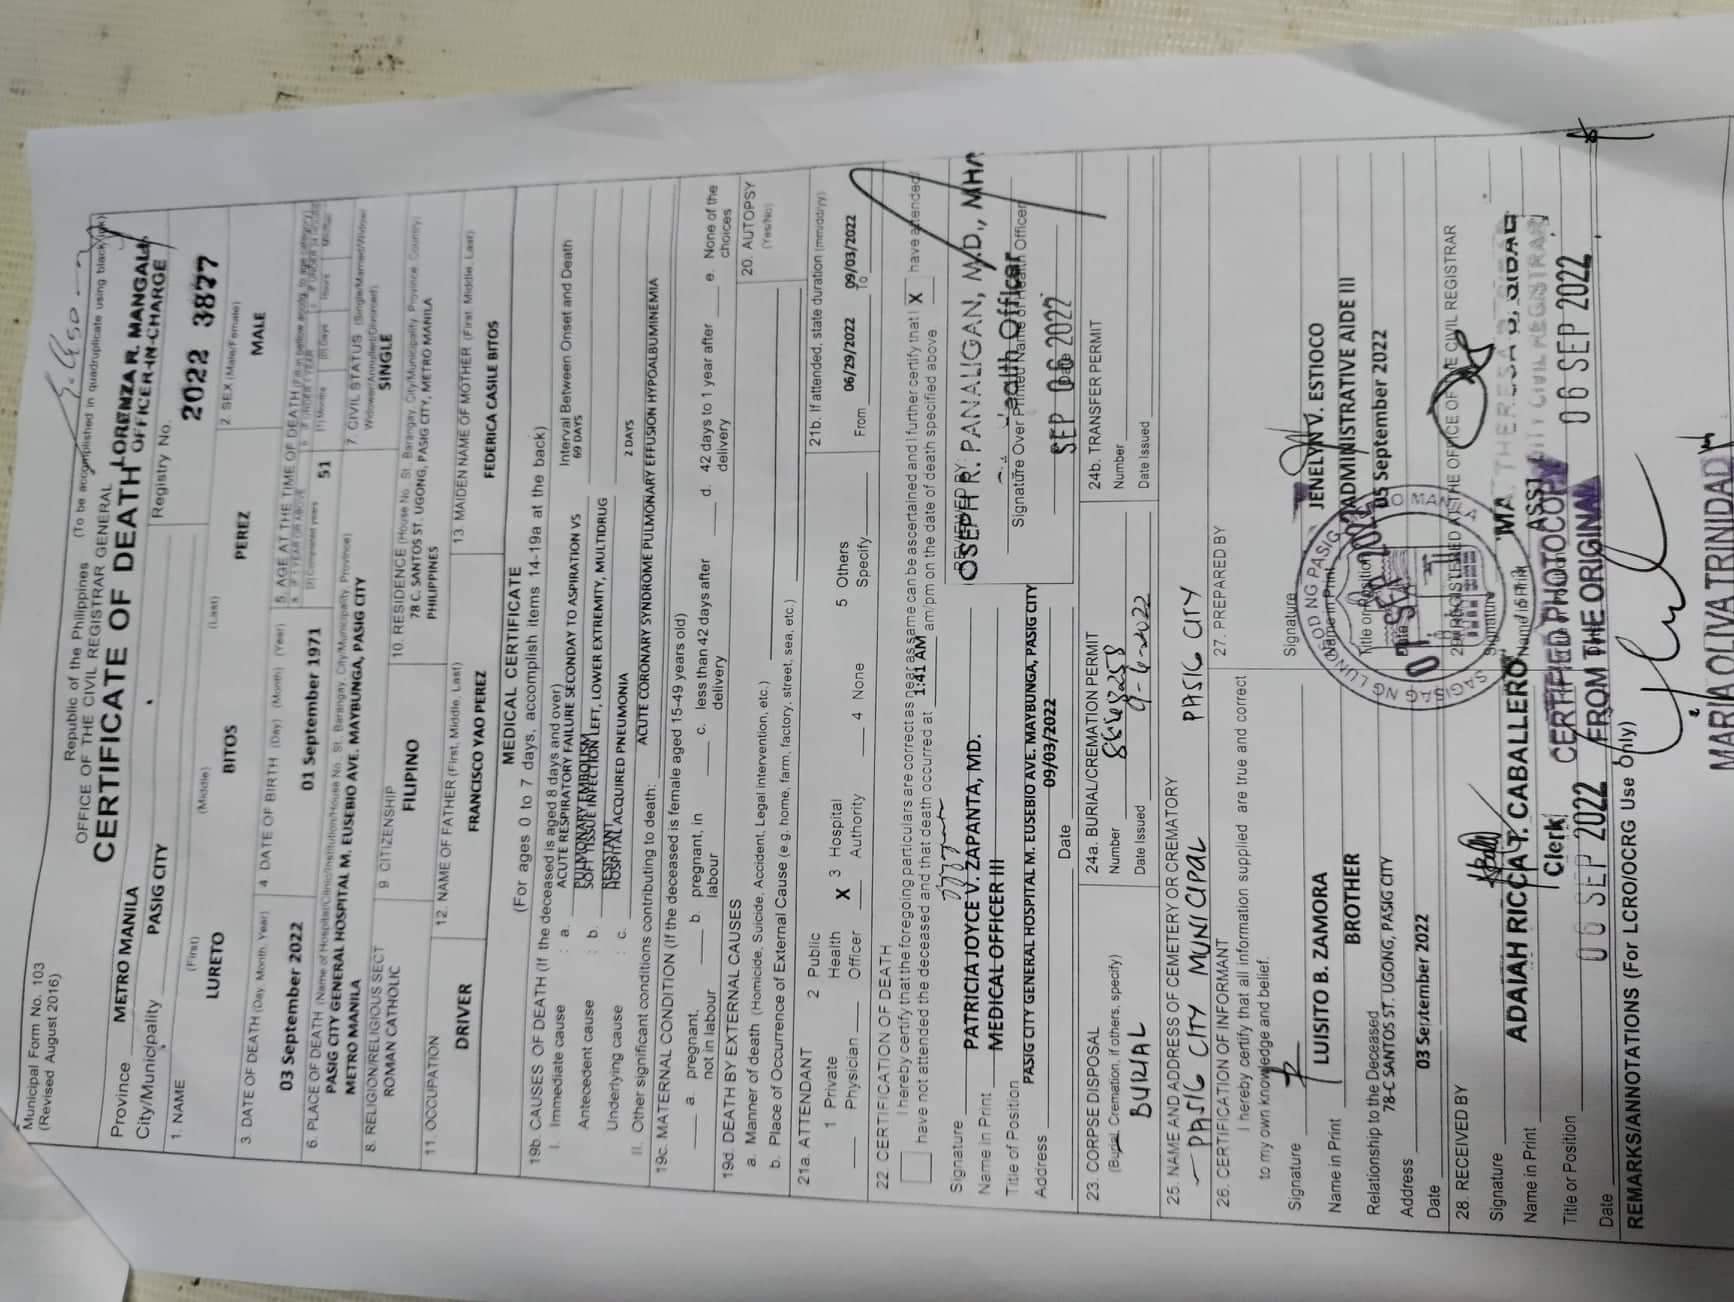 Municipal Form No. 103
(Revised August 2016)
Republic of the Philippines
OFFICE OF THE CIVIL REGISTRAR GENERAL
CERTIFICATE OF DEATH
(To be accomplished in quadruplicate using black ink)
LORENZA R. MANGALI
OFFICER-IN-CHARGE
Province METRO MANILA
City/Municipality PASIG CITY
Registry No.
2022 3877
1. NAME (First) (Middle) (Last)
LURETO BITOS PEREZ
2. SEX (Male/Female)
MALE
3. DATE OF DEATH (Day, Month, Year)
03 September 2022
4. DATE OF BIRTH (Day) (Month) (Year)
01 September 1971
5. AGE AT THE TIME OF DEATH
51
6. PLACE OF DEATH (Name of Hospital/Clinic/Institution/House No., St., Barangay, City/Municipality, Province)
PASIG CITY GENERAL HOSPITAL M. EUSEBIO AVE. MAYBUNGA, PASIG CITY
METRO MANILA
7. CIVIL STATUS (Single/Married/Widow/
Widower/Annulled/Divorced)
SINGLE
8. RELIGION/RELIGIOUS SECT
ROMAN CATHOLIC
9. CITIZENSHIP
FILIPINO
10. RESIDENCE (House No., St., Barangay, City/Municipality, Province, Country)
78 C. SANTOS ST. UGONG, PASIG CITY, METRO MANILA
PHILIPPINES
11. OCCUPATION
DRIVER
12. NAME OF FATHER (First, Middle, Last)
FRANCISCO YAO PEREZ
13. MAIDEN NAME OF MOTHER (First, Middle, Last)
FEDERICA CASILE BITOS
MEDICAL CERTIFICATE
(For ages 0 to 7 days, accomplish items 14-19a at the back)
19b. CAUSES OF DEATH (If the deceased is aged 8 days and over)
Interval Between Onset and Death
I. Immediate cause : a. ACUTE RESPIRATORY FAILURE SECONDARY TO ASPIRATION VS
PULMONARY EMBOLISM
69 DAYS
Antecedent cause : b. SOFT TISSUE INFECTION LEFT, LOWER EXTREMITY, MULTIDRUG
RESISTANT
Underlying cause : c. HOSPITAL ACQUIRED PNEUMONIA 2 DAYS
II. Other significant conditions contributing to death: ACUTE CORONARY SYNDROME PULMONARY EFFUSION HYPOALBUMINEMIA
19c. MATERNAL CONDITION (If the deceased is female aged 15-49 years old)
a. pregnant, not in labour
b. pregnant, in labour
c. less than 42 days after delivery
d. 42 days to 1 year after delivery
e. None of the choices
19d. DEATH BY EXTERNAL CAUSES
a. Manner of death (Homicide, Suicide, Accident, Legal intervention, etc.)
b. Place of Occurrence of External Cause (e.g. home, farm, factory, street, sea, etc.)
20. AUTOPSY
(Yes/No)
21a. ATTENDANT
1 Private Physician
2 Public Health Officer
X 3 Hospital Authority
4 None
5 Others
Specify
21b. If attended, state duration (mm/dd/yy)
From 06/29/2022 To 09/03/2022
22. CERTIFICATION OF DEATH
I hereby certify that the foregoing particulars are correct as near as same can be ascertained and I further certify that I X have attended/
have not attended the deceased and that death occurred at 1:41 AM am/pm on the date of death specified above
Signature
Name in Print PATRICIA JOYCE V. ZAPANTA, MD.
Title of Position MEDICAL OFFICER III
Address PASIG CITY GENERAL HOSPITAL M. EUSEBIO AVE. MAYBUNGA, PASIG CITY
Date 09/03/2022
REVIEWED BY:
JOSEPH R. PANALIGAN, M.D., MHA
Health Officer
Signature Over Printed Name of Health Officer
SEP 06 2022
Date
23. CORPSE DISPOSAL
(Burial, Cremation, if others, specify)
BURIAL
24a. BURIAL/CREMATION PERMIT
Number
Date Issued 9-6-2022
24b. TRANSFER PERMIT
Number
Date Issued
25. NAME AND ADDRESS OF CEMETERY OR CREMATORY
PASIG CITY MUNICIPAL PASIG CITY
26. CERTIFICATION OF INFORMANT
I hereby certify that all information supplied are true and correct
to my own knowledge and belief.
Signature
Name in Print LUISITO B. ZAMORA
Relationship to the Deceased BROTHER
Address 78-C SANTOS ST. UGONG, PASIG CITY
Date 03 September 2022
27. PREPARED BY
Signature
Name in Print JENELYN V. ESTIOCO
Title or Position ADMINISTRATIVE AIDE III
Date 05 September 2022
07 SEP 2022
SAGISAG NG LUNGSOD NG PASIG
28. RECEIVED BY
Signature
Name in Print ADAIAH RICCA T. CABALLERO
Title or Position Clerk
Date 06 SEP 2022
29. REGISTERED AT THE OFFICE OF THE CIVIL REGISTRAR
Signature
Name in Print MA. THERESA
ASST. CITY CIVIL REGISTRAR
06 SEP 2022
CERTIFIED PHOTOCOPY
FROM THE ORIGINAL
REMARKS/ANNOTATIONS (For LCRO/OCRG Use Only)
MARIA OLIVA TRINIDAD